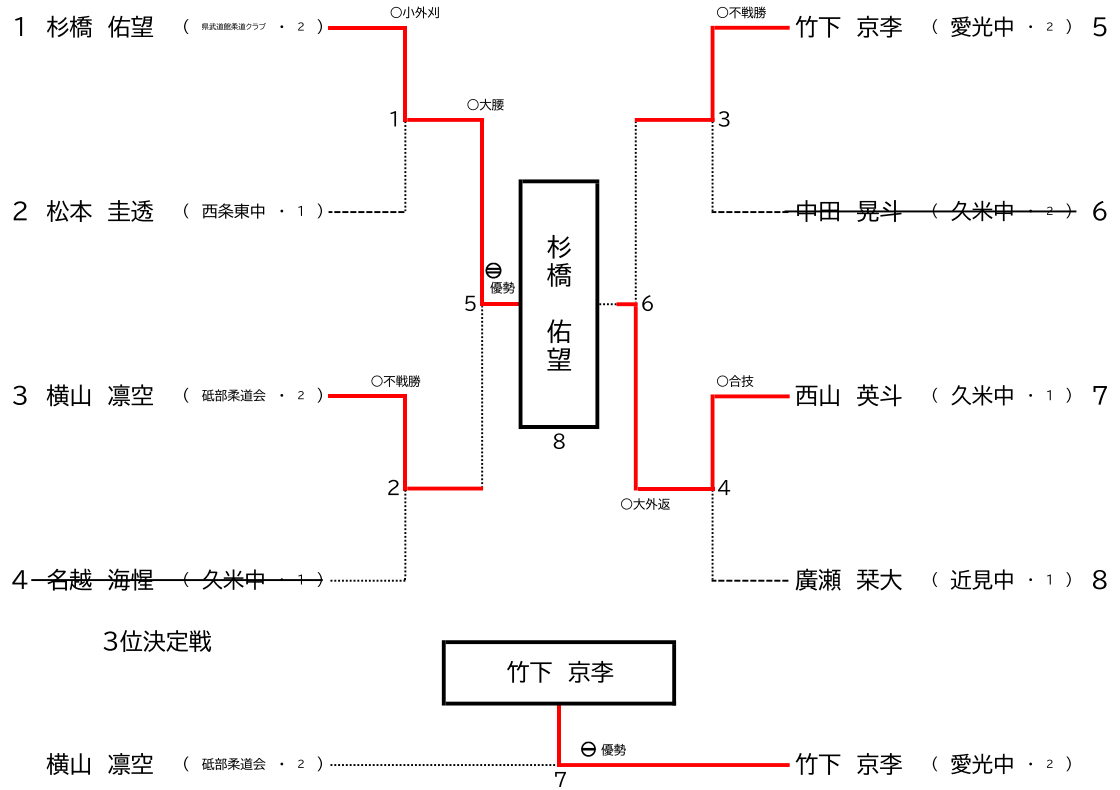 ○小外刈 ○不戦勝
1 杉橋 佑望 （ 県武道館柔道クラブ ・ 2 ） 竹下 京李 （ 愛光中 ・ 2 ） 5
○大腰
1 3
2 松本 圭透 （ 西条東中 ・ 1 ） 中田 晃斗 （ 久米中 ・ 2 ） 6
杉橋 佑望
優勢
5 6
○不戦勝 ○合技
3 横山 凛空 （ 砥部柔道会 ・ 2 ） 西山 英斗 （ 久米中 ・ 1 ） 7
8
2 4
○大外返
4 名越 海惺 （ 久米中 ・ 1 ） 廣瀬 栞大 （ 近見中 ・ 1 ） 8
3位決定戦
竹下 京李
優勢
横山 凛空 （ 砥部柔道会 ・ 2 ） 竹下 京李 （ 愛光中 ・ 2 ）
7